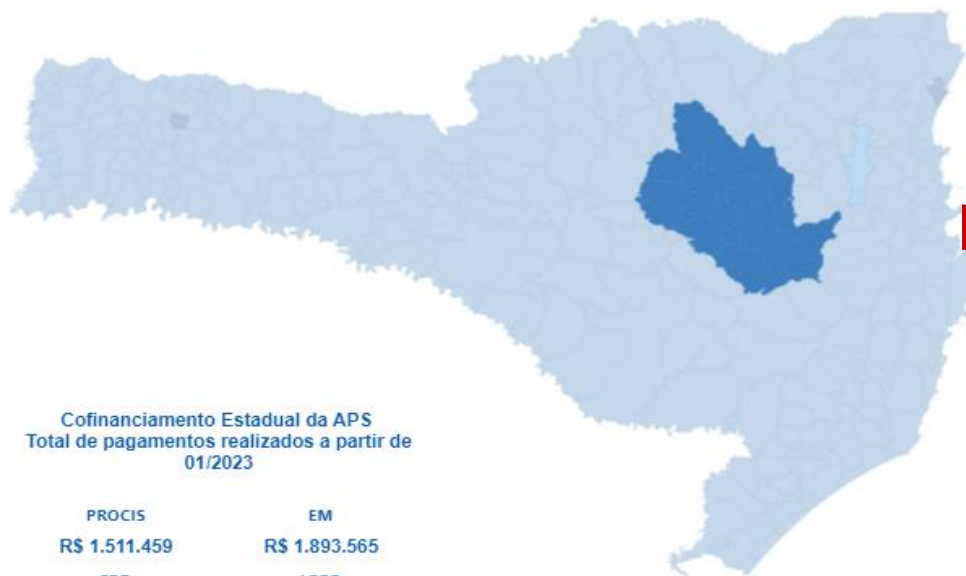 Cofinanciamento Estadual da APS
Total de pagamentos realizados a partir de
01/2023
PROCIS EM
R$ 1.511.459 R$ 1.893.565